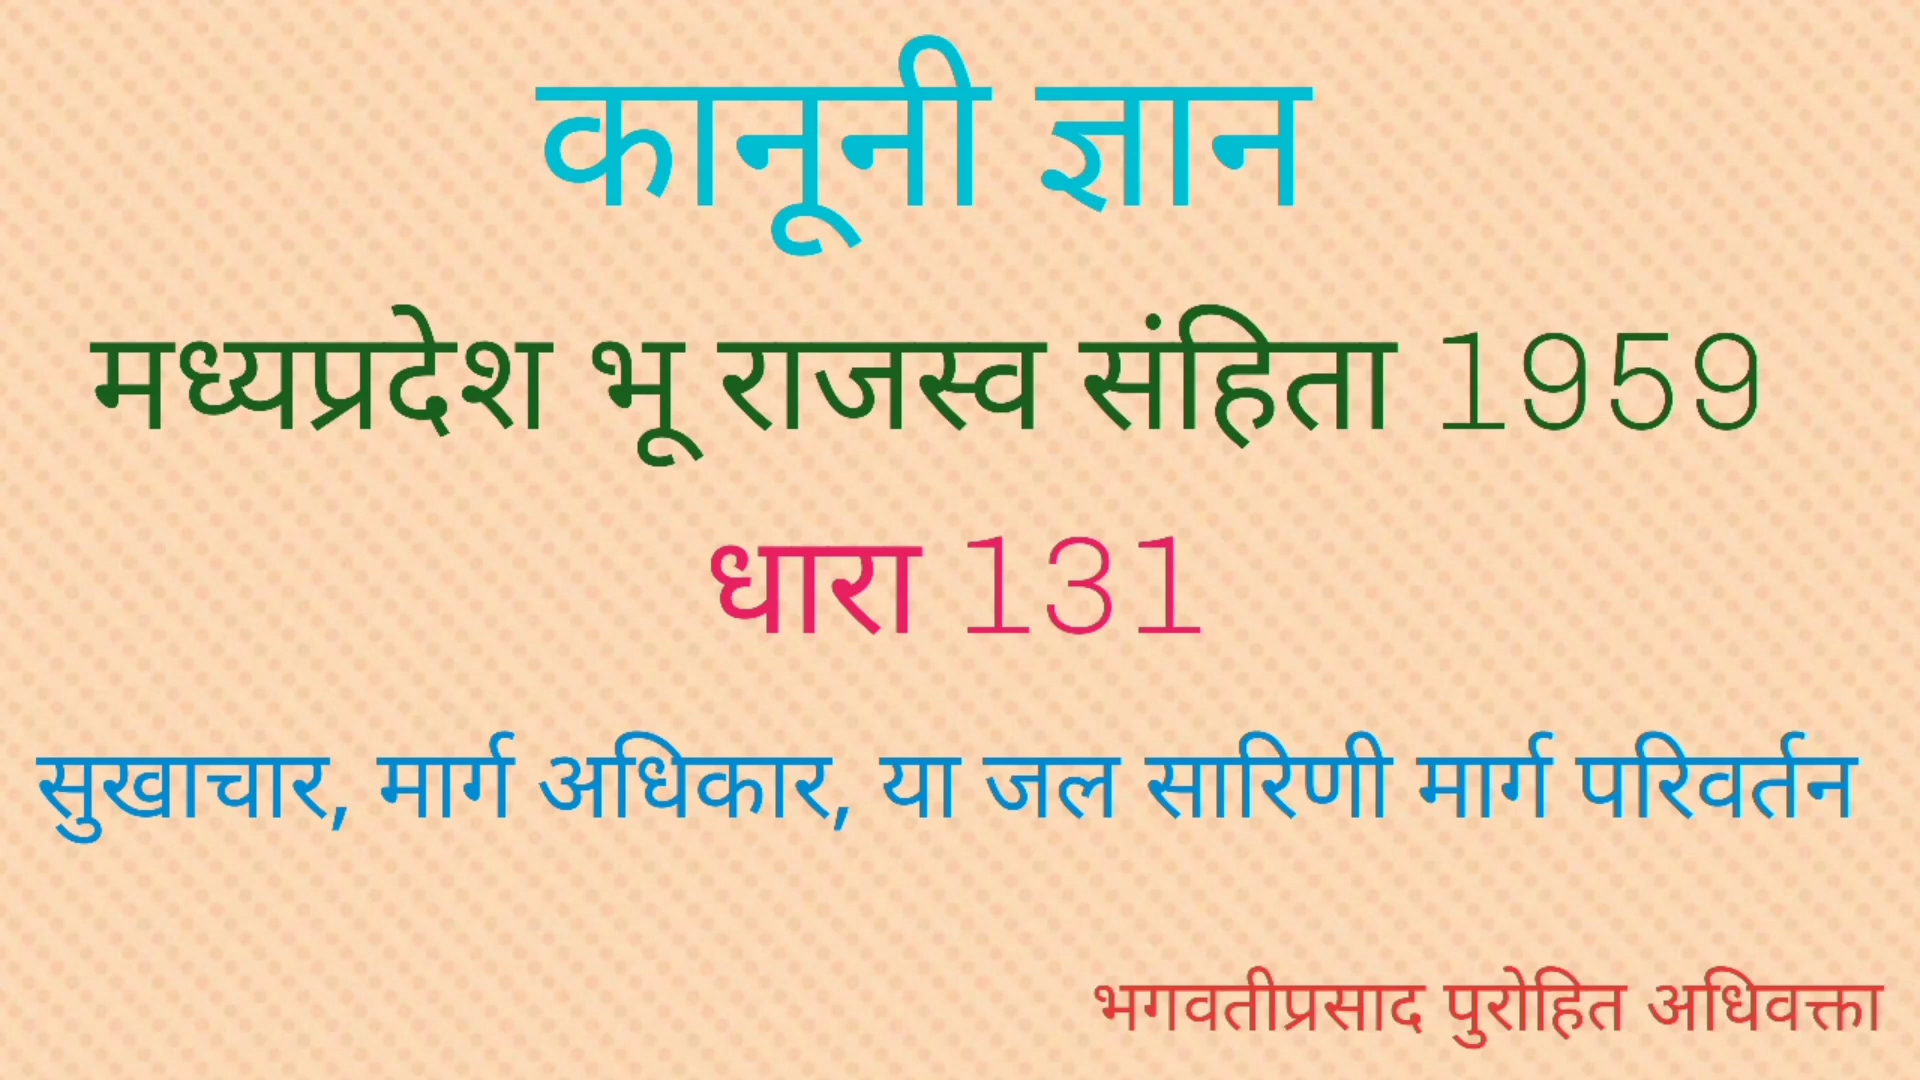 कानूनी ज्ञान
मध्यप्रदेश भू राजस्व संहिता 1959
धारा 131
सुखाचार, मार्ग अधिकार, या जल सारिणी मार्ग परिवर्तन
भगवतीप्रसाद पुरोहित अधिवक्ता